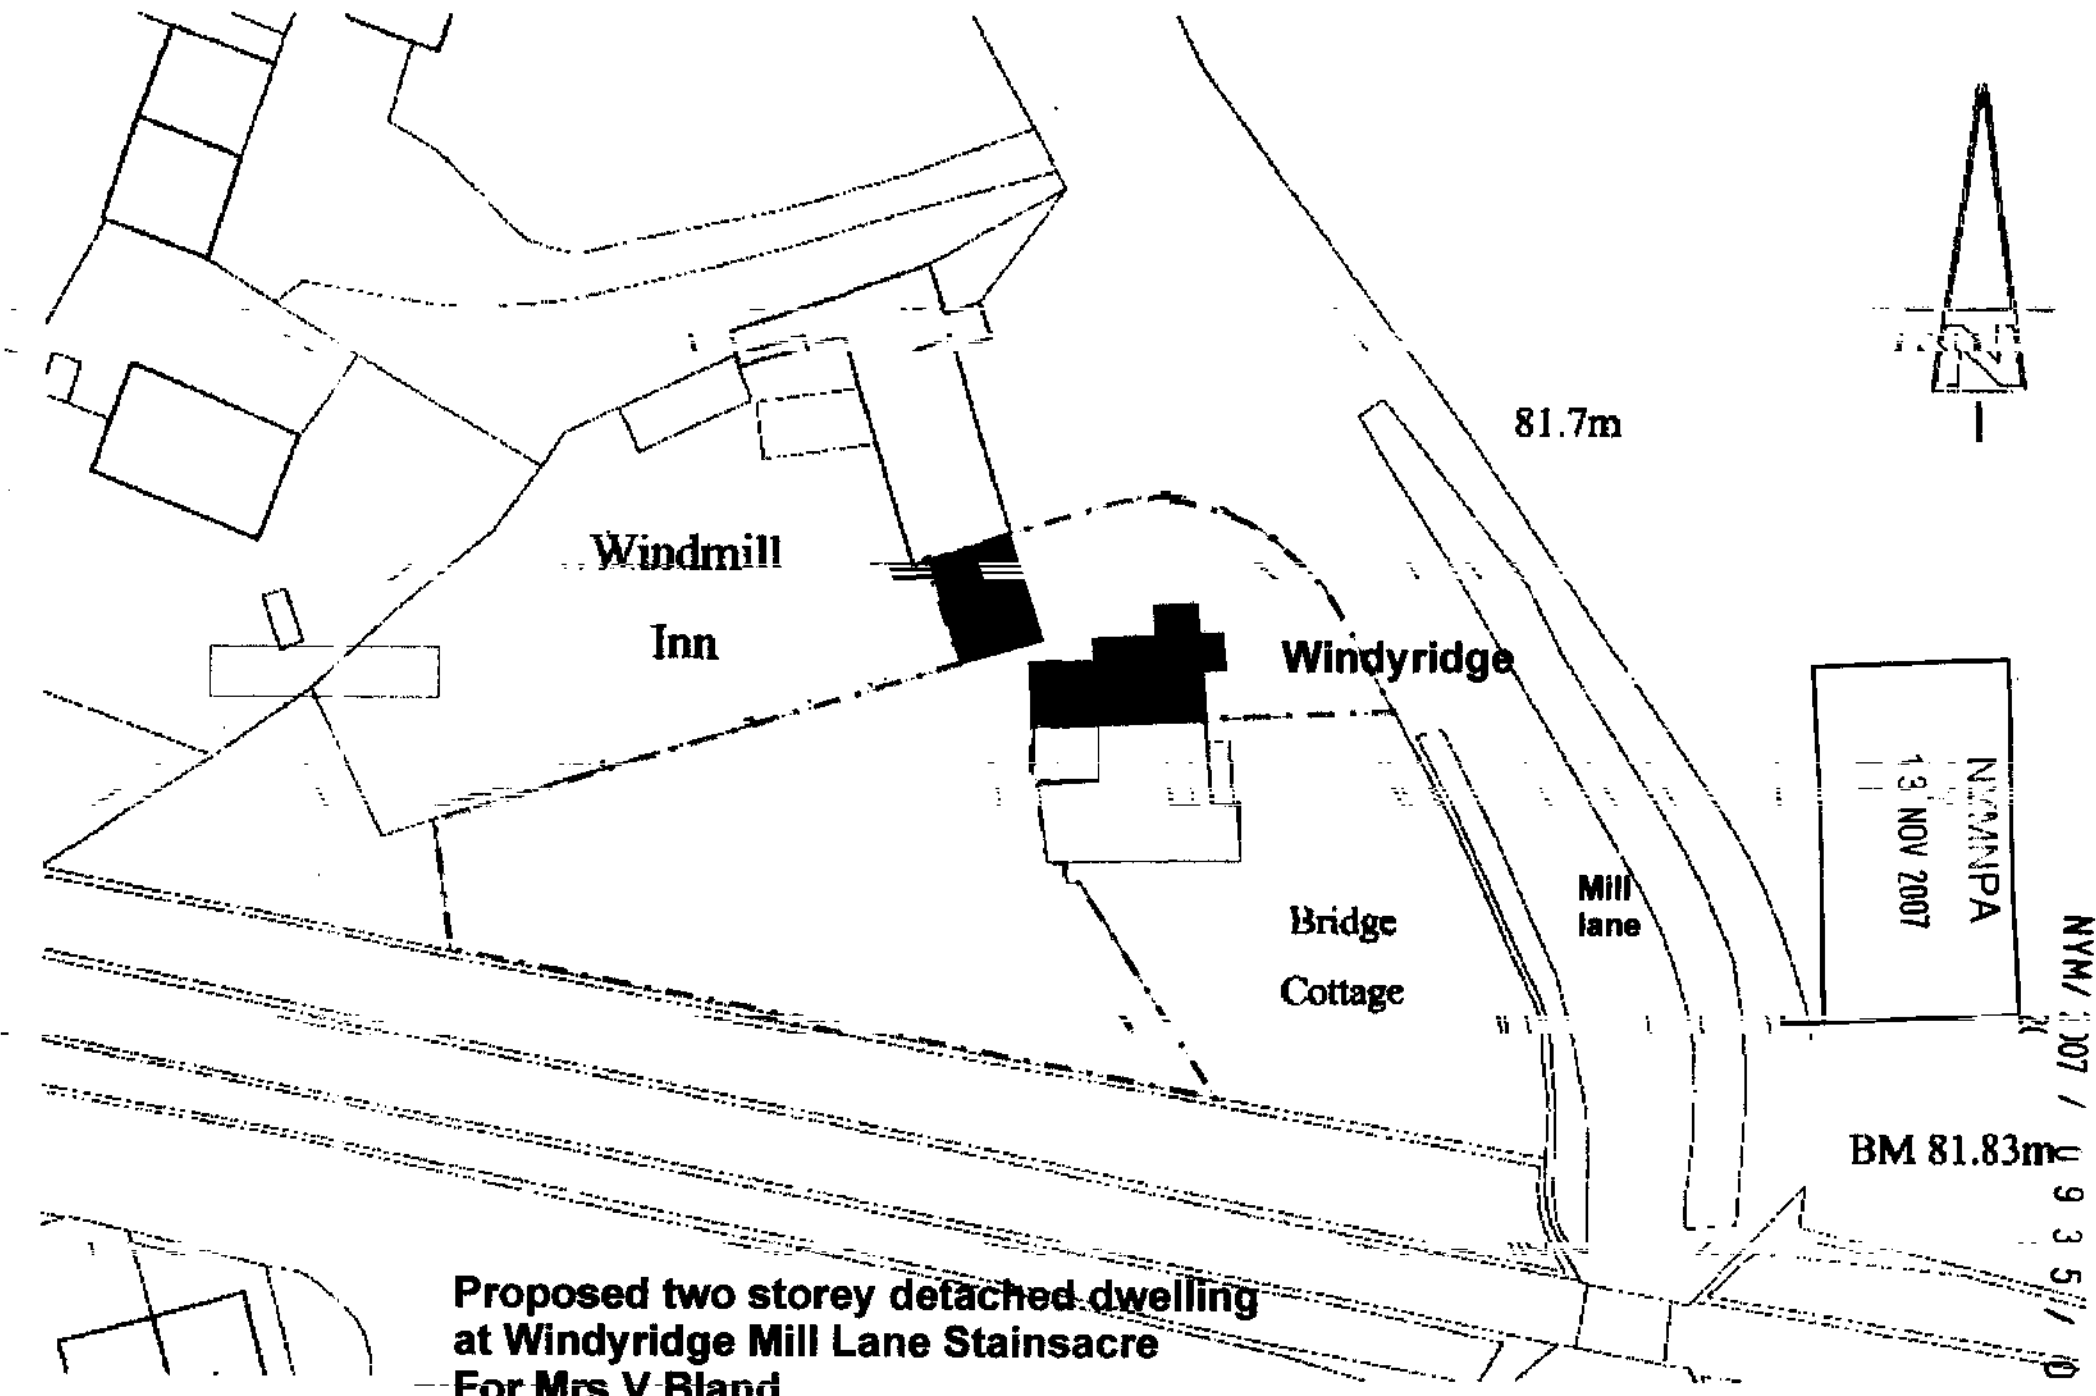 81.7m
Windmill
Inn
Windyridge
Mill
lane
Bridge
Cottage
NYMNPA
13 NOV 2007
BM 81.83m
Proposed two storey detached dwelling
at Windyridge Mill Lane Stainsacre
For Mrs V Bland